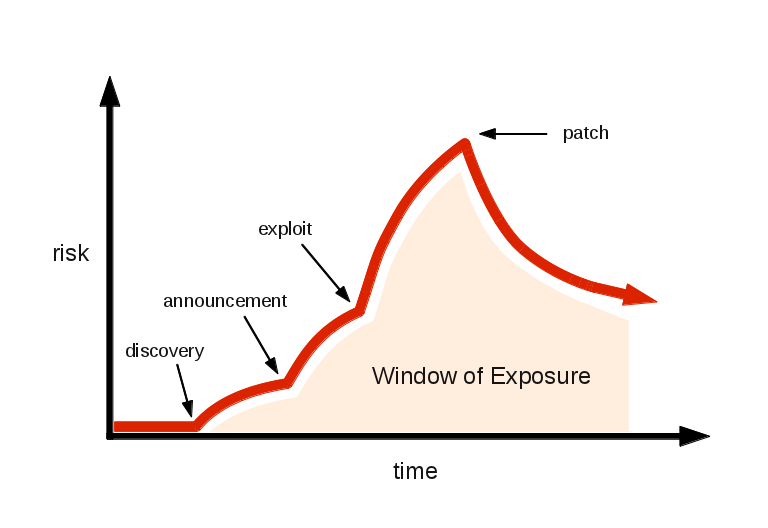 patch
exploit
risk
announcement
discovery
Window of Exposure
time